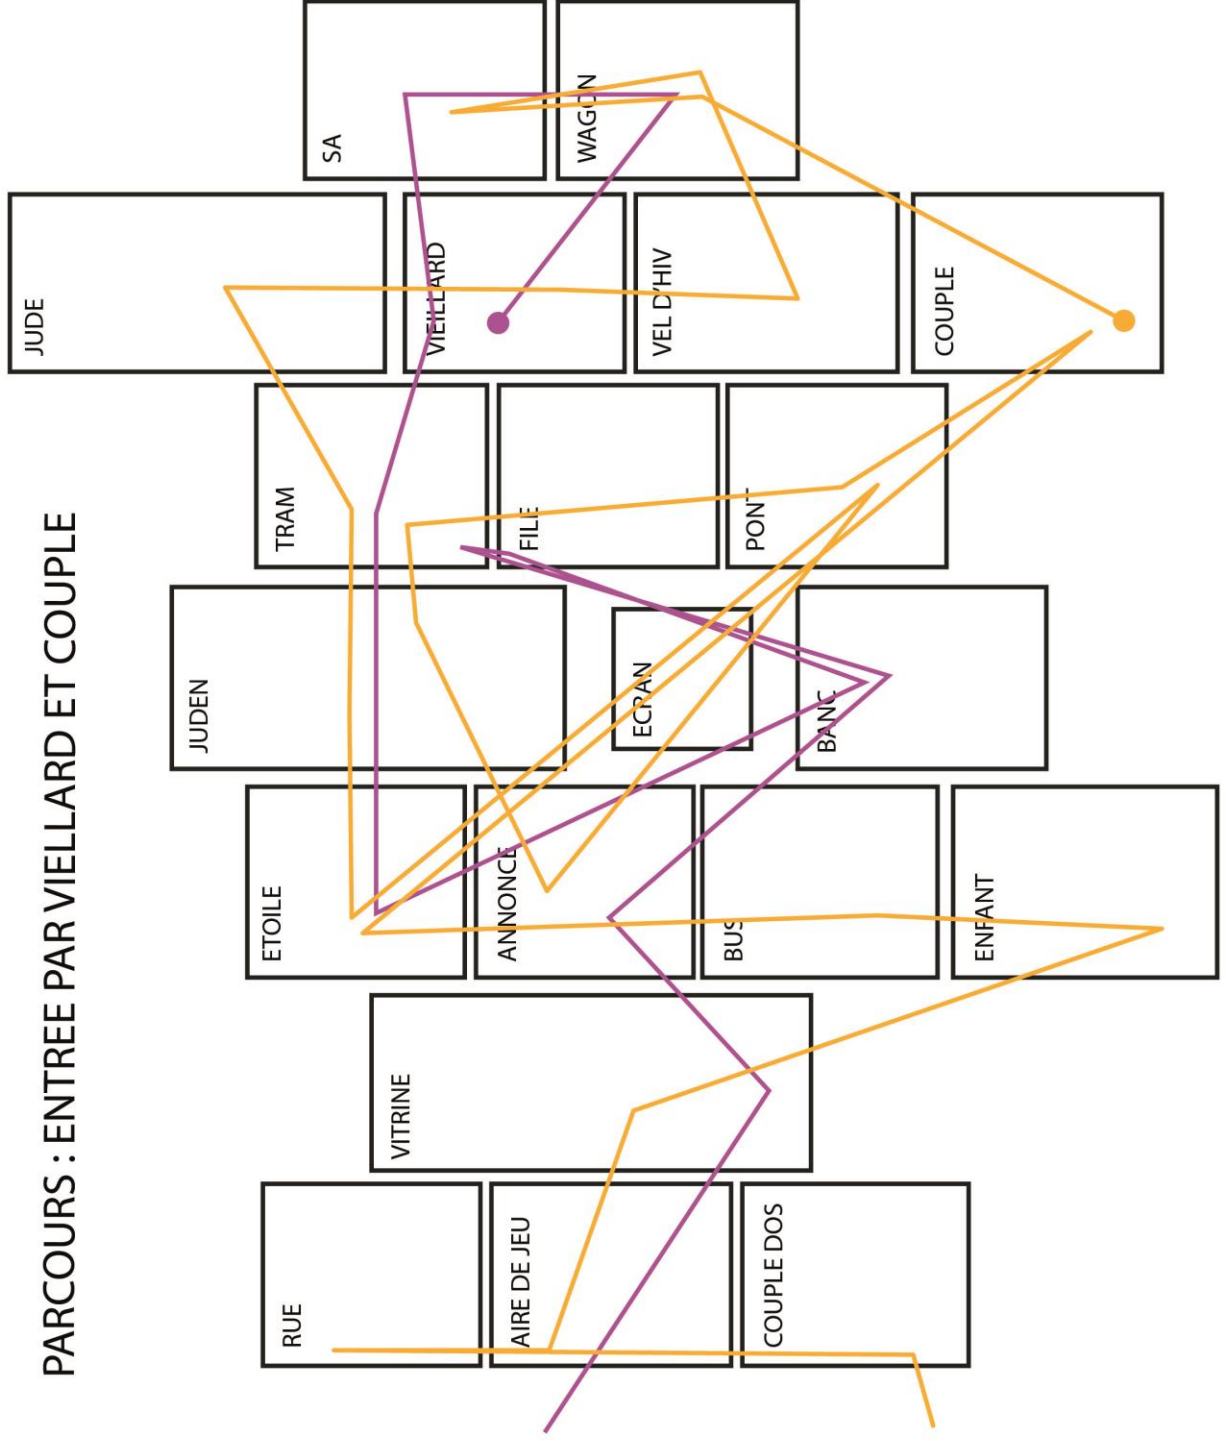 PARCOURS : ENTREE PAR VIELLARD ET COUPLE
RUE
AIRE DE JEU
COUPLE DOS
VITRINE
ETOILE
ANNONCE
BUS
ENFANT
JUDEN
ECRAN
BANC
TRAM
FILE
PONT
JUDE
VIEILLARD
VEL D'HIV
COUPLE
SA
WAGON